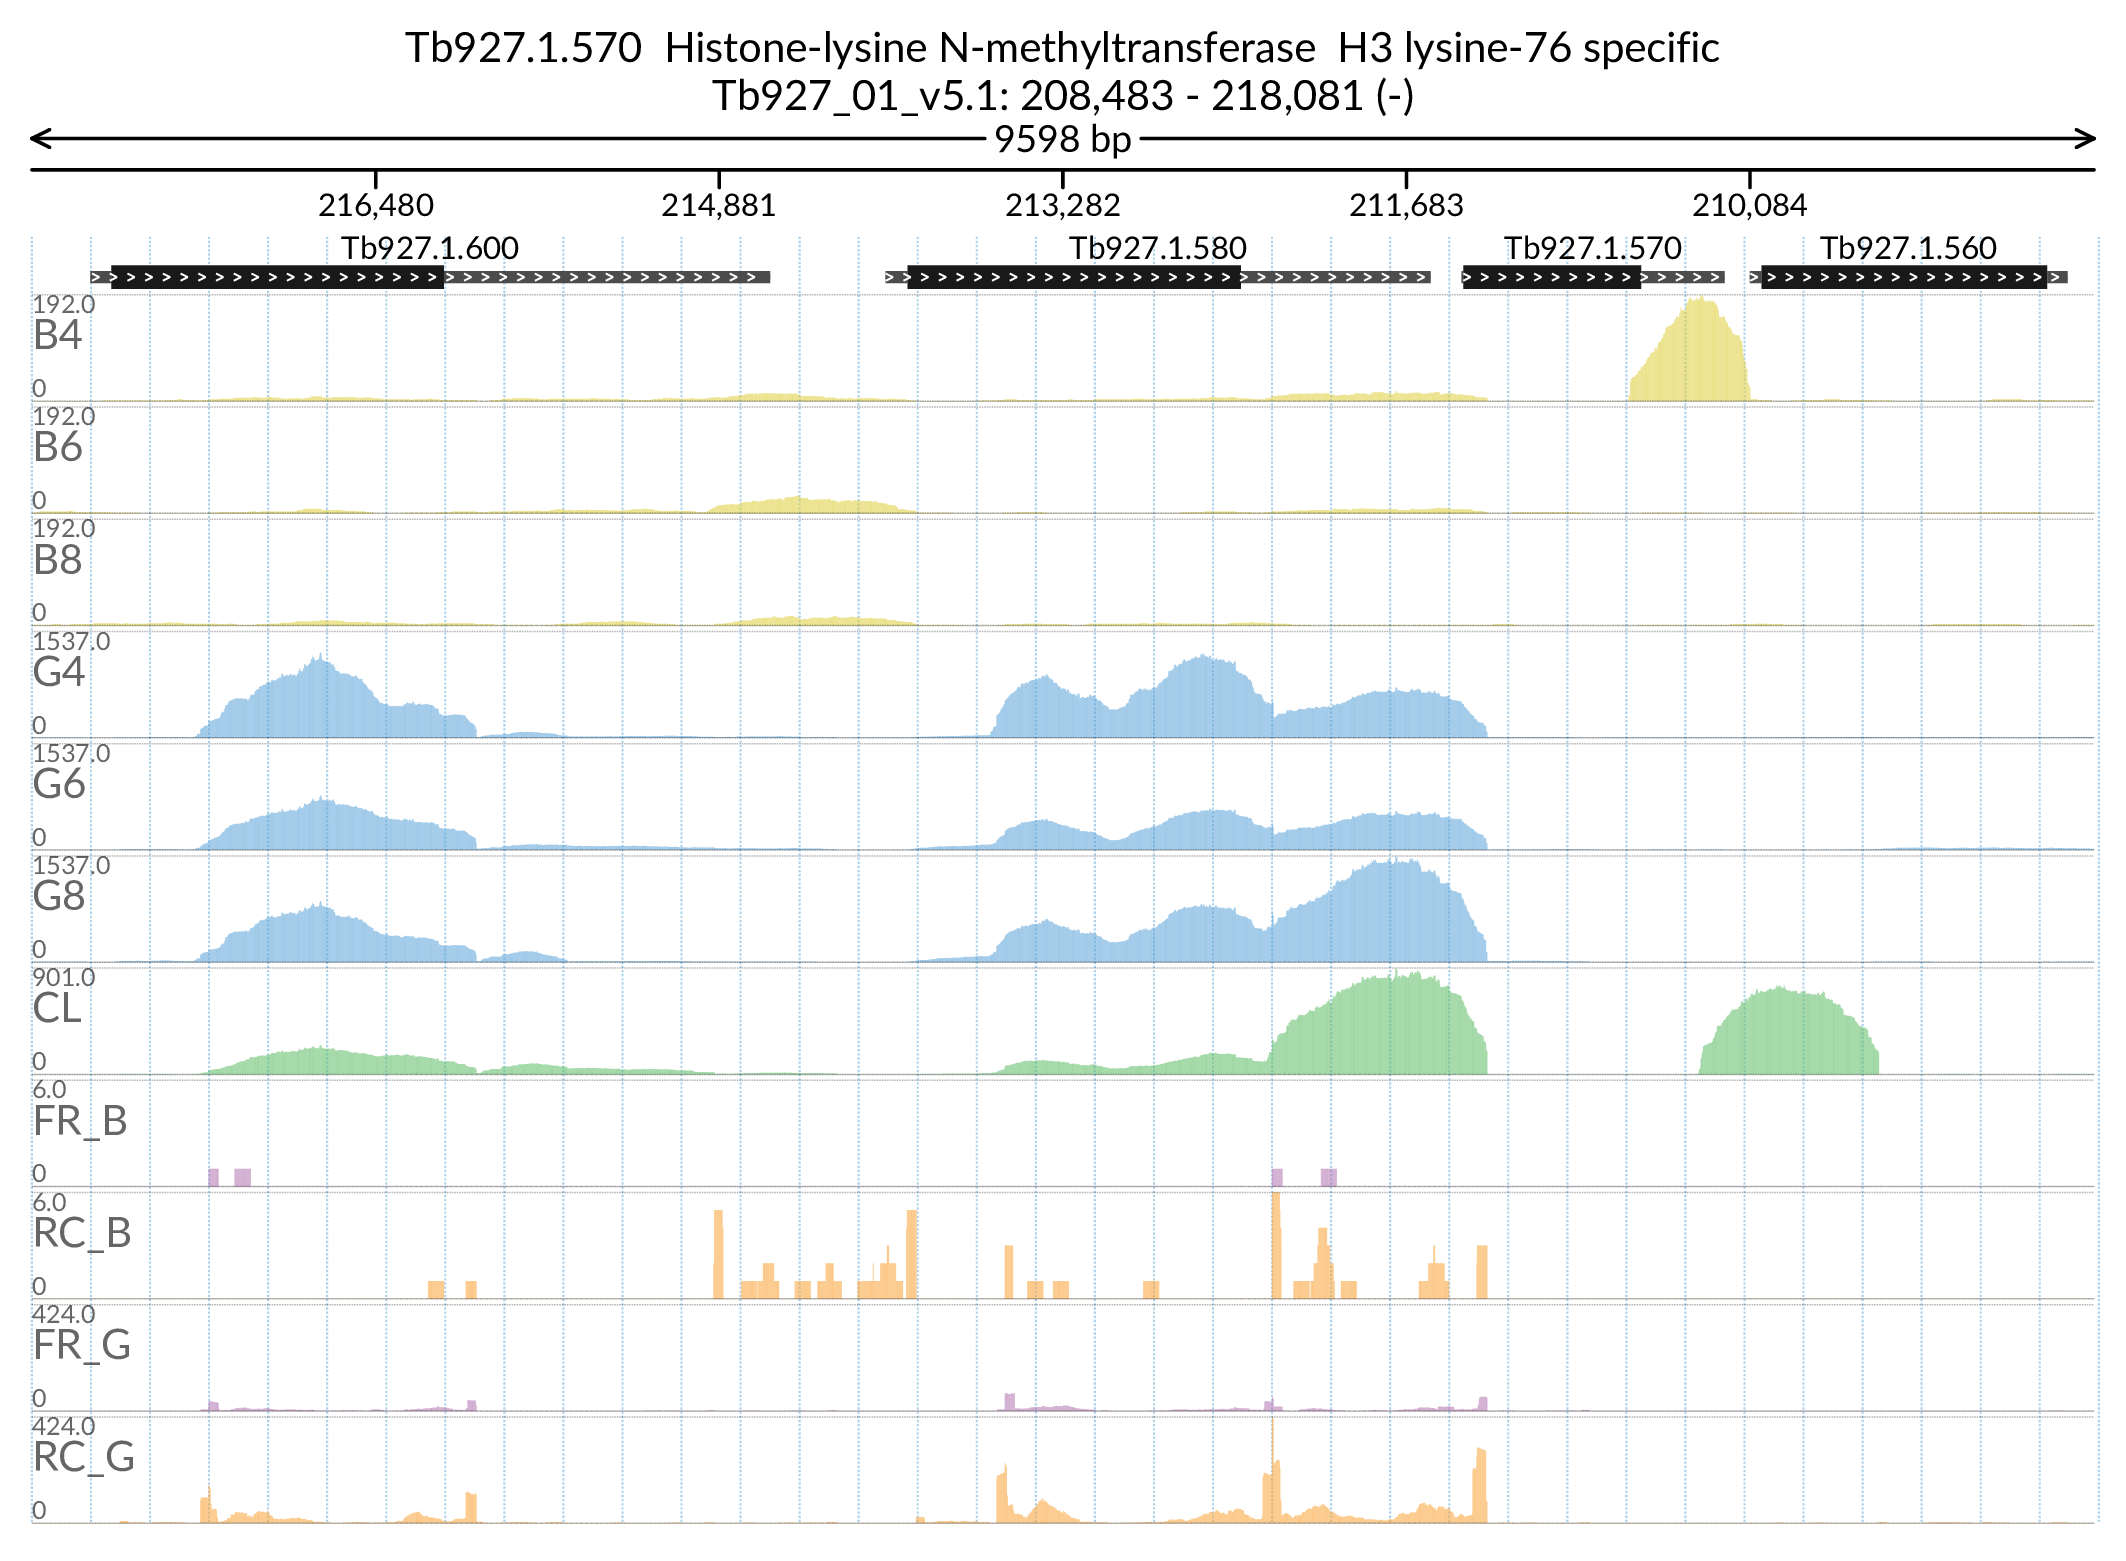 Tb927.1.570 Histone-lysine N-methyltransferase H3 lysine-76 specific
Tb927_01_v5.1: 208,483 - 218,081 (-)
9598 bp
216,480 214,881 213,282 211,683 210,084
Tb927.1.600 Tb927.1.580 Tb927.1.570 Tb927.1.560
192.0
B4
0
192.0
B6
0
192.0
B8
0
1537.0
G4
0
1537.0
G6
0
1537.0
G8
0
901.0
CL
0
6.0
FR_B
0
6.0
RC_B
0
424.0
FR_G
0
424.0
RC_G
0